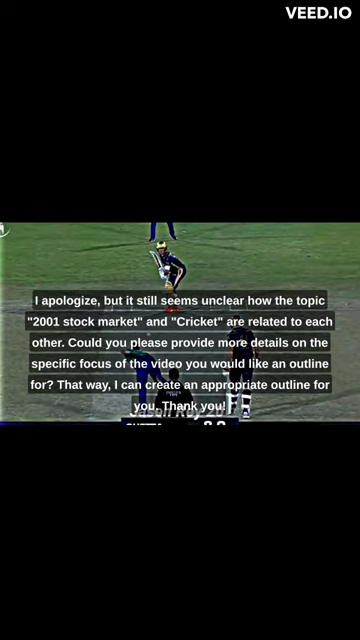 VEED.IO
I apologize, but it still seems unclear how the topic
"2001 stock market" and "Cricket" are related to each
other. Could you please provide more details on the
specific focus of the video you would like an outline
for? That way, I can create an appropriate outline for
you. Thank you!